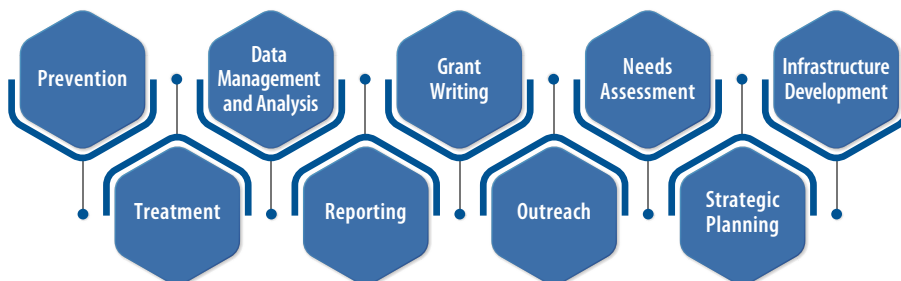 Prevention
Data
Management
and Analysis
Grant
Writing
Needs
Assessment
Infrastructure
Development
Treatment
Reporting
Outreach
Strategic
Planning